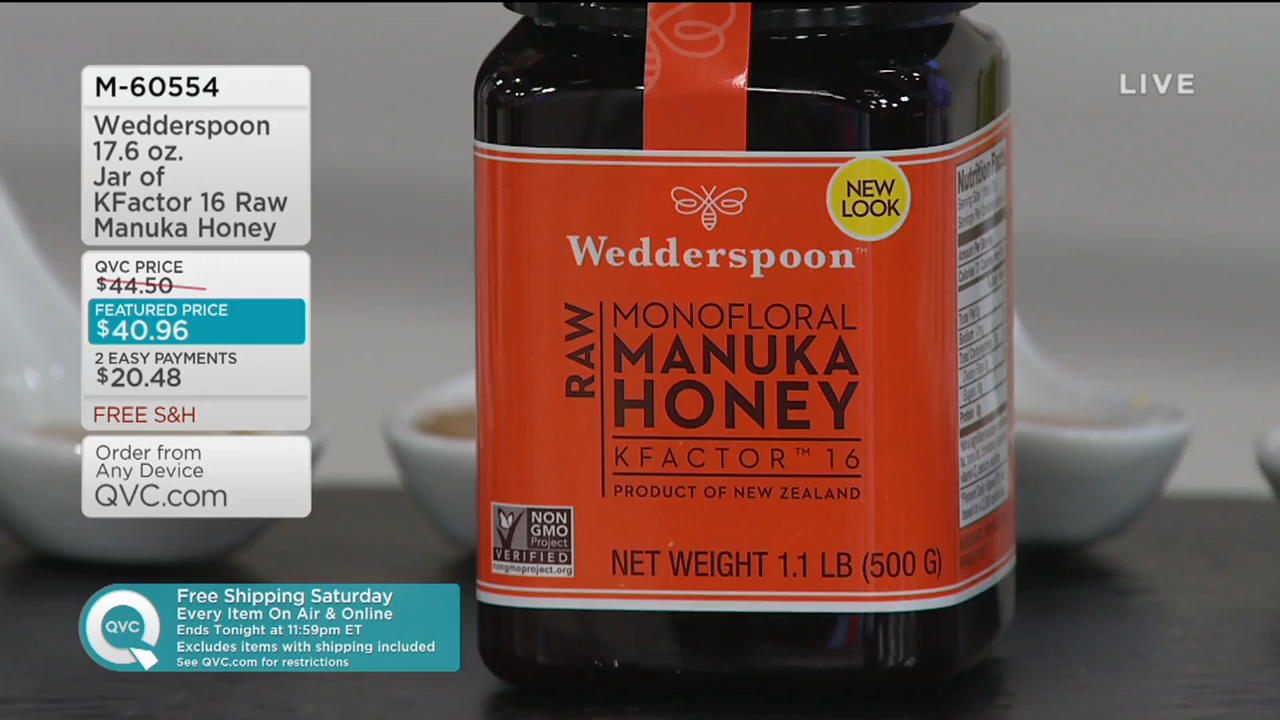 M-60554
Wedderspoon
17.6 oz.
Jar of
KFactor 16 Raw
Manuka Honey
QVC PRICE
$44.50
FEATURED PRICE
$40.96
2 EASY PAYMENTS
$20.48
FREE S&H
Order from
Any Device
QVC.com
QVC
Free Shipping Saturday
Every Item On Air & Online
Ends Tonight at 11:59pm ET
Excludes items with shipping included
See QVC.com for restrictions
LIVE
NEW
LOOK
Wedderspoon™
RAW
MONOFLORAL
MANUKA
HONEY
KFACTOR™ 16
PRODUCT OF NEW ZEALAND
NON
GMO
Project
VERIFIED
nongmoproject.org
NET WEIGHT 1.1 LB (500 G)
Nutrition